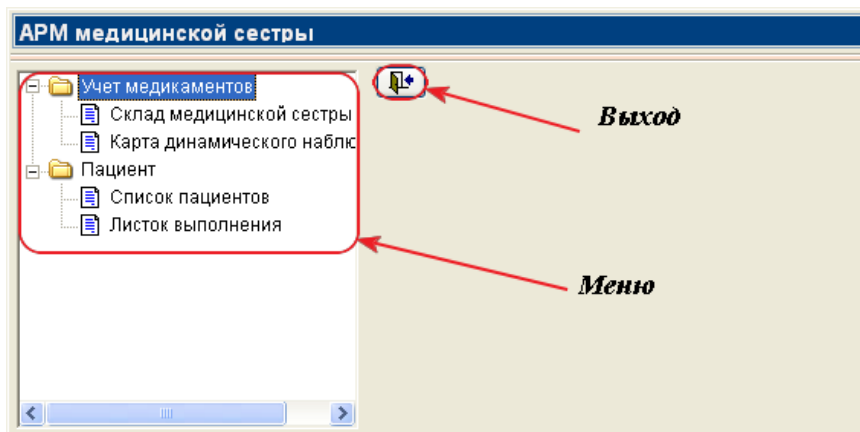 АРМ медицинской сестры
Учет медикаментов
Склад медицинской сестры
Карта динамического наблю
Пациент
Список пациентов
Листок выполнения
Выход
Меню